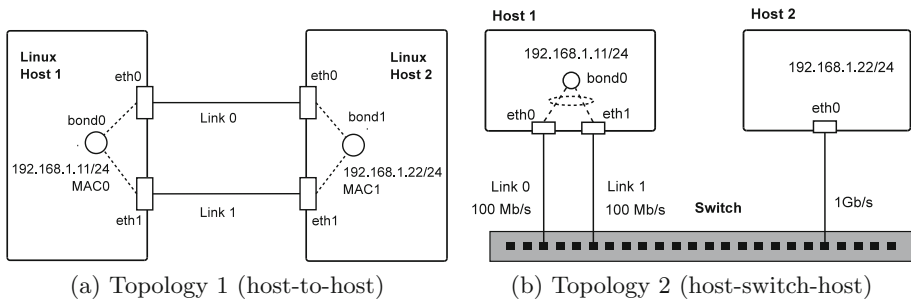 Linux
Host 1
eth0
bond0
192.168.1.11/24
MAC0
eth1
Link 0
Link 1
Linux
Host 2
eth0
bond1
192.168.1.22/24
MAC1
eth1
(a) Topology 1 (host-to-host)
Host 1
192.168.1.11/24
bond0
eth0
eth1
Link 0
100 Mb/s
Link 1
100 Mb/s
Host 2
192.168.1.22/24
eth0
1Gb/s
Switch
(b) Topology 2 (host-switch-host)